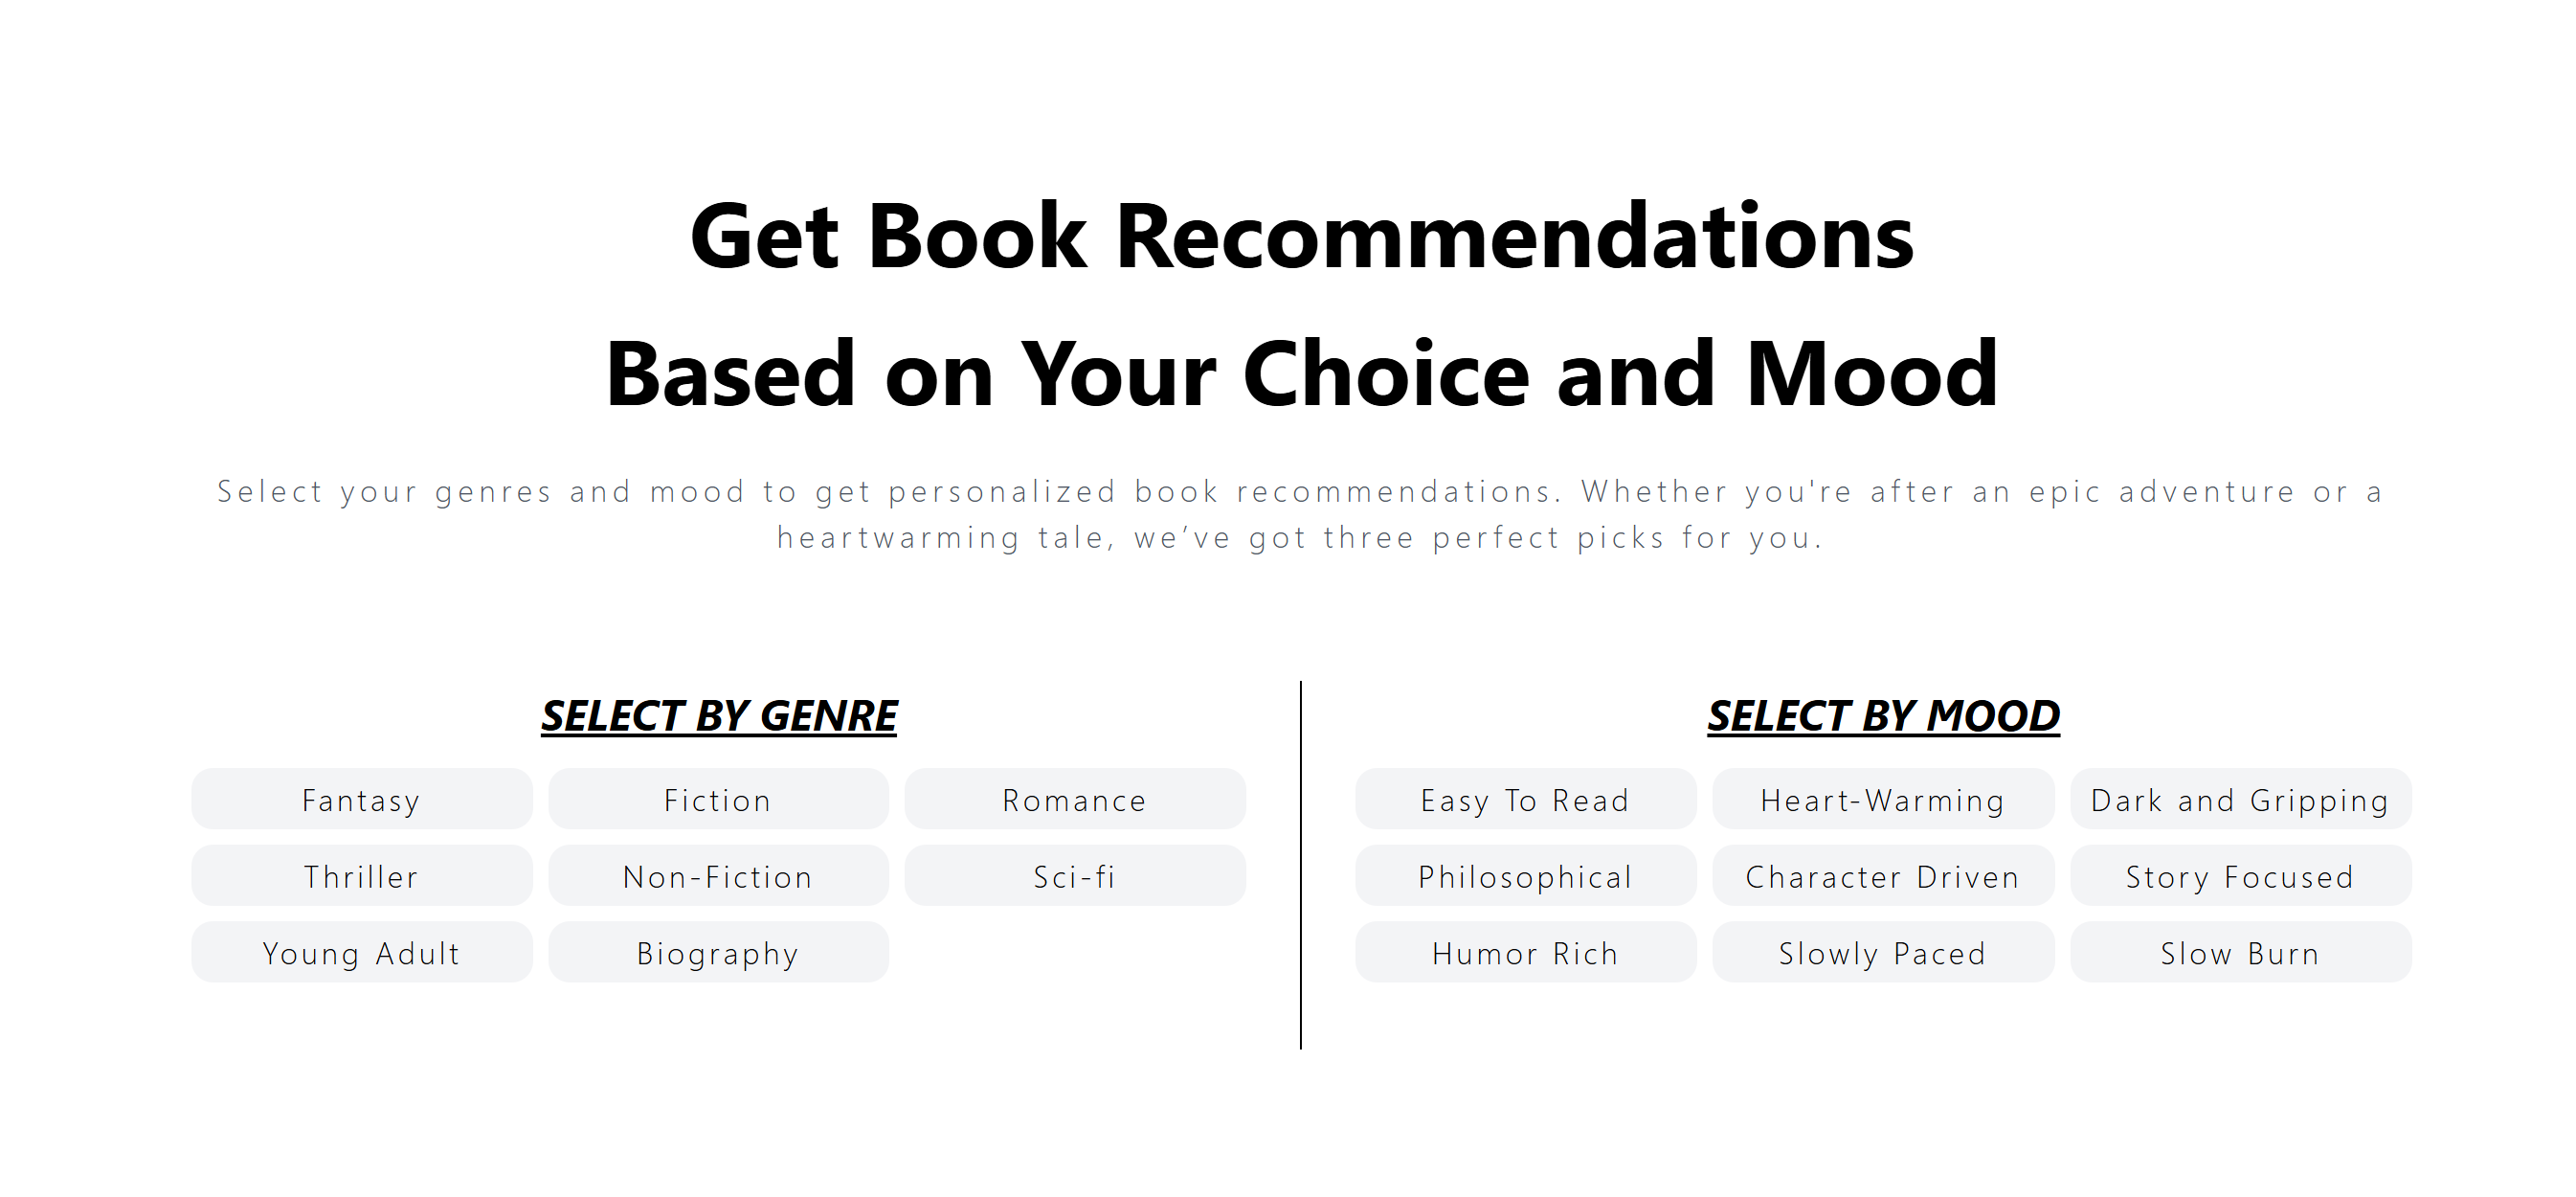 Get Book Recommendations
Based on Your Choice and Mood
Select your genres and mood to get personalized book recommendations. Whether you're after an epic adventure or a
heartwarming tale, we’ve got three perfect picks for you.
SELECT BY GENRE
Fantasy
Fiction
Romance
Thriller
Non-Fiction
Sci-fi
Young Adult
Biography
SELECT BY MOOD
Easy To Read
Heart-Warming
Dark and Gripping
Philosophical
Character Driven
Story Focused
Humor Rich
Slowly Paced
Slow Burn